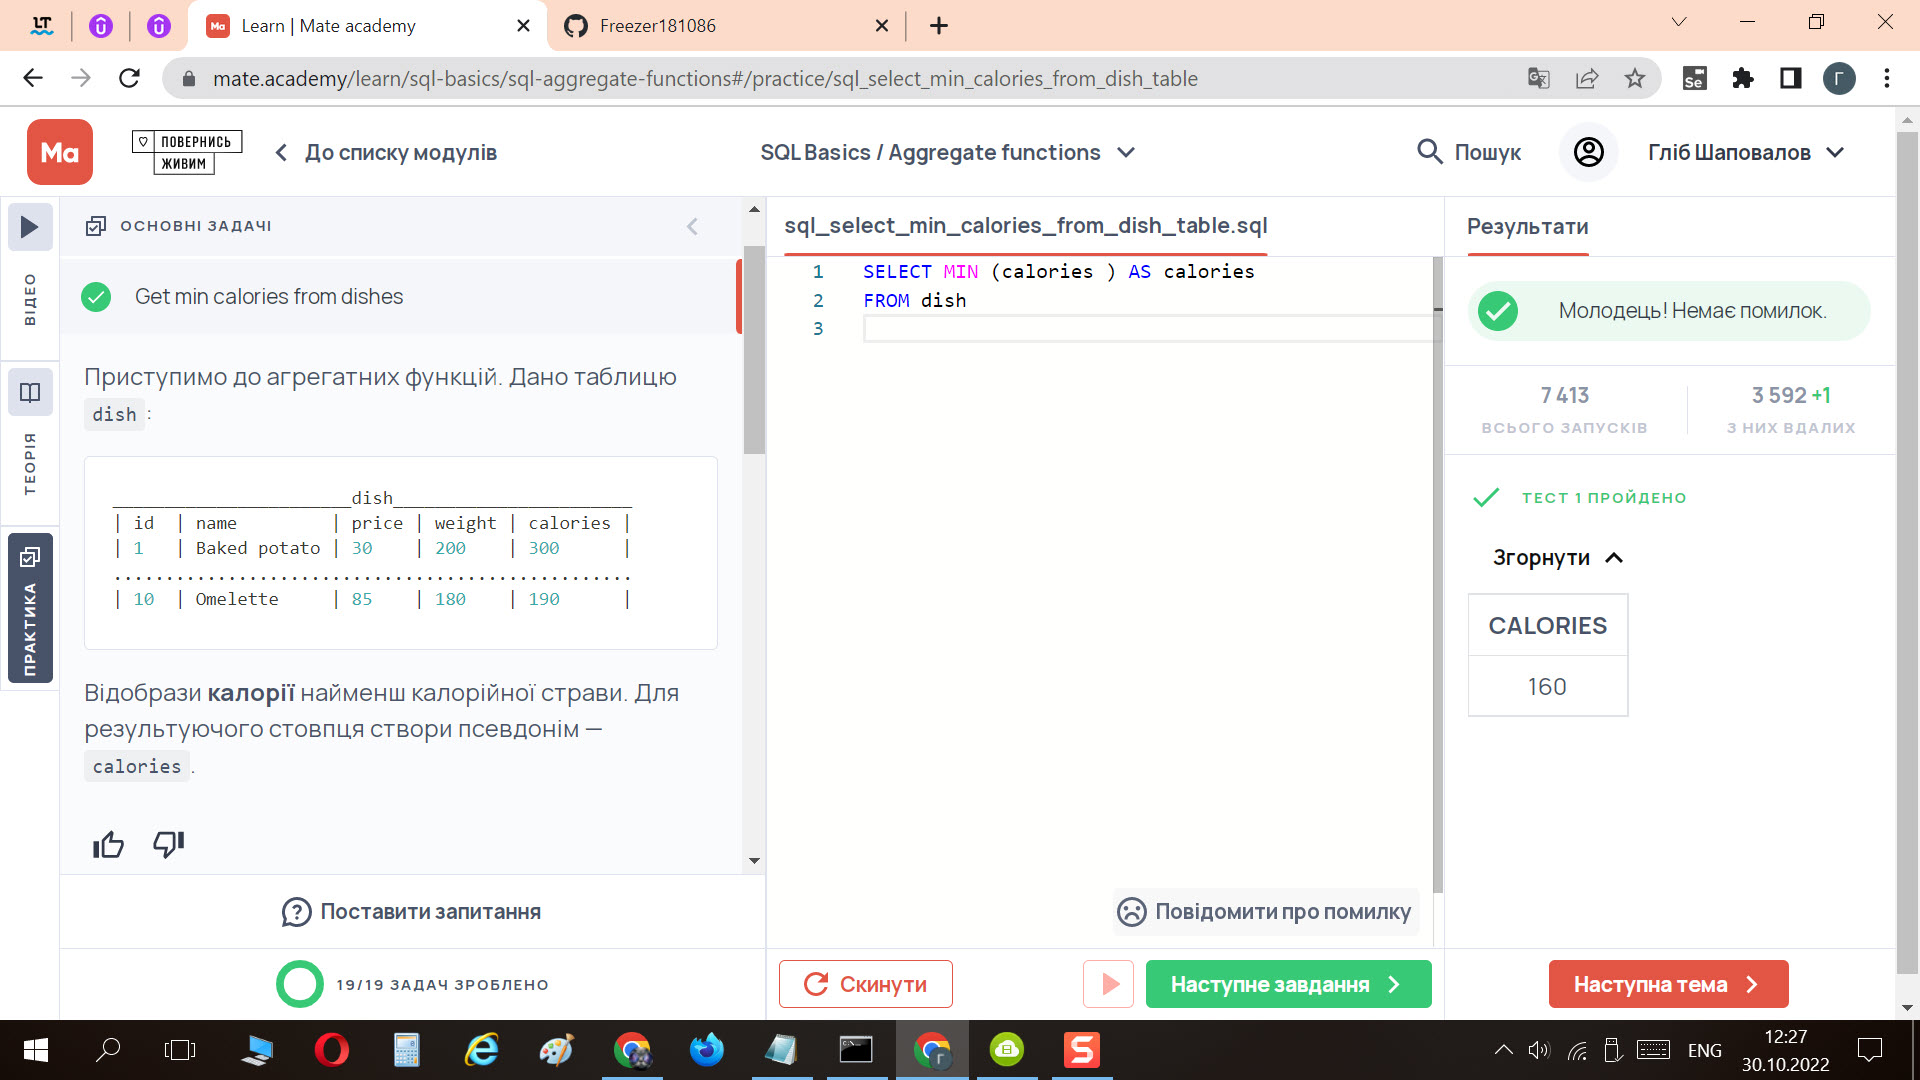 Learn | Mate academy
Freezer181086
mate.academy/learn/sql-basics/sql-aggregate-functions#/practice/sql_select_min_calories_from_dish_table
Se
Г
Ma
ПОВЕРНИСЬ
ЖИВИМ
До списку модулів
SQL Basics / Aggregate functions
Пошук
Гліб Шаповалов
ВІДЕО
ТЕОРІЯ
ПРАКТИКА
ОСНОВНІ ЗАДАЧІ
Get min calories from dishes
Приступимо до агрегатних функцій. Дано таблицю
dish :
_______________________dish_______________________
| id | name | price | weight | calories |
| 1 | Baked potato | 30 | 200 | 300 |
..................................................
| 10 | Omelette | 85 | 180 | 190 |
Відобрази калорії найменш калорійної страви. Для
результуючого стовпця створи псевдонім —
calories .
Поставити запитання
19/19 ЗАДАЧ ЗРОБЛЕНО
sql_select_min_calories_from_dish_table.sql
1 SELECT MIN (calories ) AS calories
2 FROM dish
3
Повідомити про помилку
Скинути
Наступне завдання
Результати
Молодець! Немає помилок.
7 413
ВСЬОГО ЗАПУСКІВ
3 592 +1
З НИХ ВДАЛИХ
ТЕСТ 1 ПРОЙДЕНО
Згорнути
CALORIES
160
Наступна тема
ENG
12:27
30.10.2022